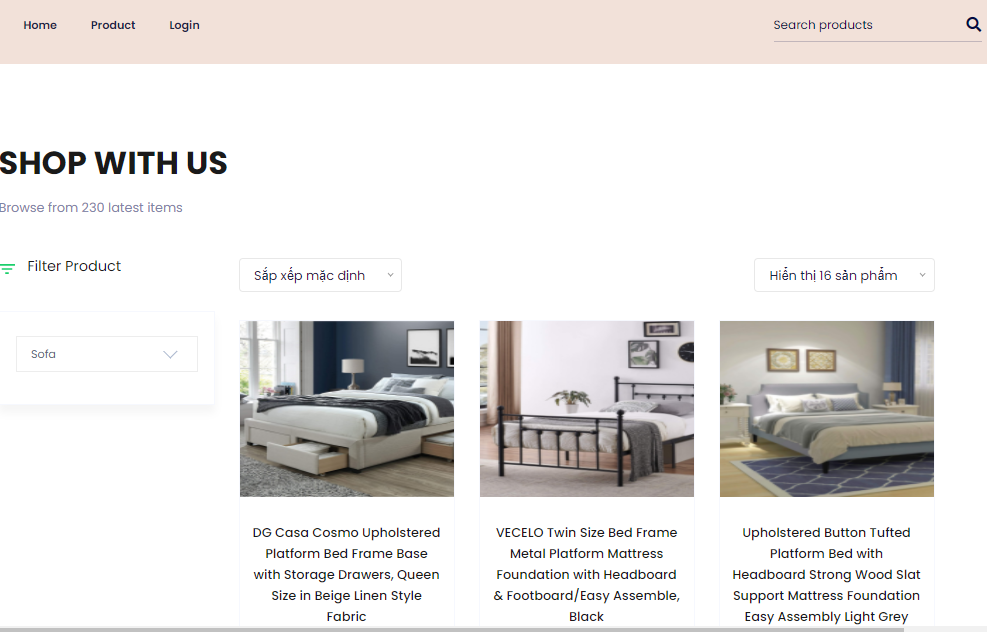 Home Product Login Search products
SHOP WITH US
Browse from 230 latest items
Filter Product
Sắp xếp mặc định Hiển thị 16 sản phẩm
Sofa
DG Casa Cosmo Upholstered
Platform Bed Frame Base
with Storage Drawers, Queen
Size in Beige Linen Style
Fabric
VECELO Twin Size Bed Frame
Metal Platform Mattress
Foundation with Headboard
& Footboard/Easy Assemble,
Black
Upholstered Button Tufted
Platform Bed with
Headboard Strong Wood Slat
Support Mattress Foundation
Easy Assembly Light Grey